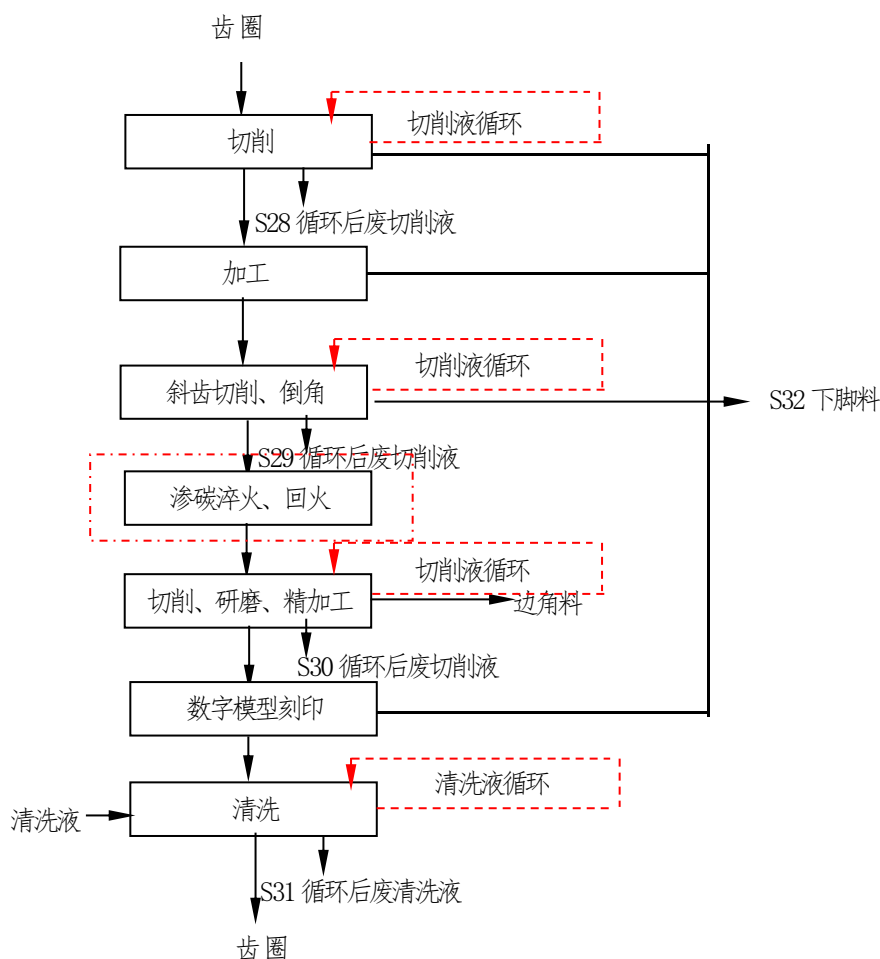 齿圈
切削液循环
切削
S28 循环后废切削液
加工
切削液循环
斜齿切削、倒角
S32 下脚料
S29 循环后废切削液
渗碳淬火、回火
切削液循环
切削、研磨、精加工
边角料
S30 循环后废切削液
数字模型刻印
清洗液循环
清洗
清洗液
S31 循环后废清洗液
齿圈